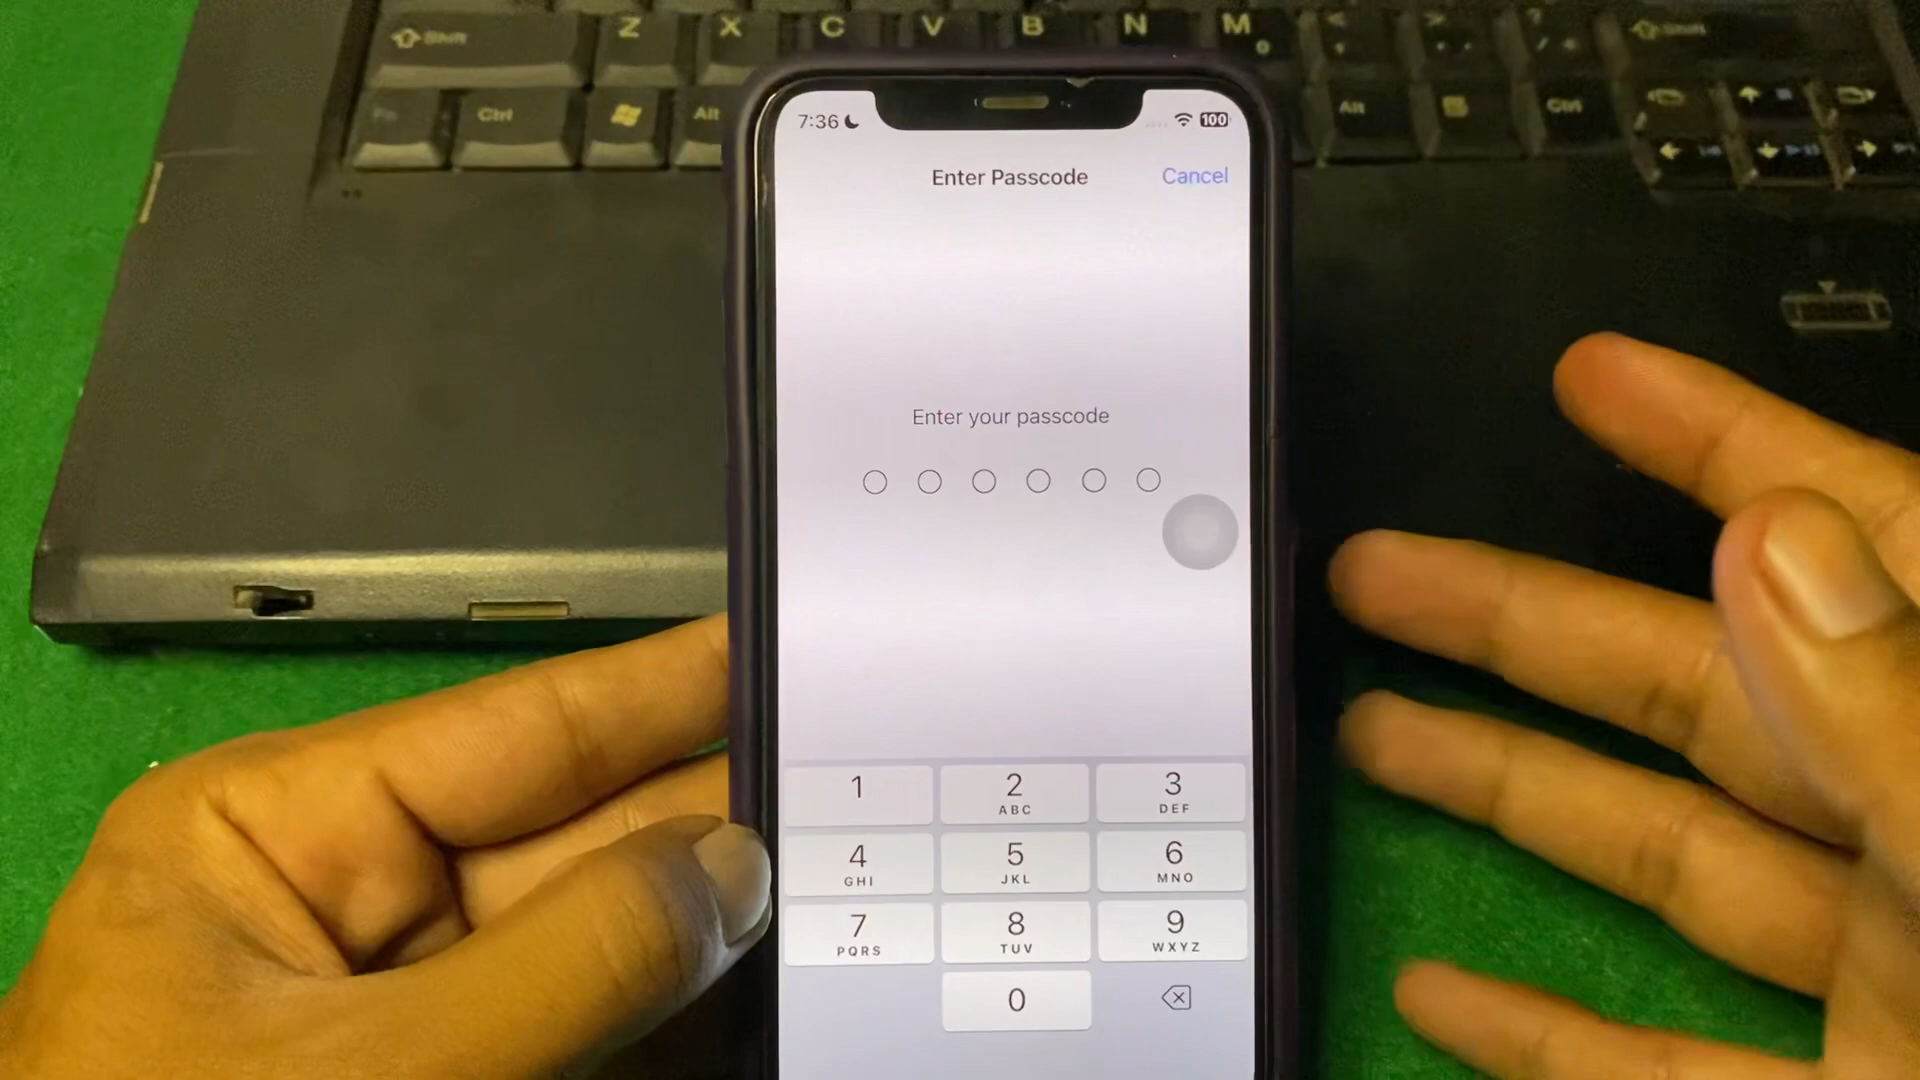 Shift Z X C V B N M
Ctrl Alt Alt Ctrl
7:36 100
Enter Passcode Cancel
Enter your passcode
1 2 3
ABC DEF
4 5 6
GHI JKL MNO
7 8 9
PQRS TUV WXYZ
0